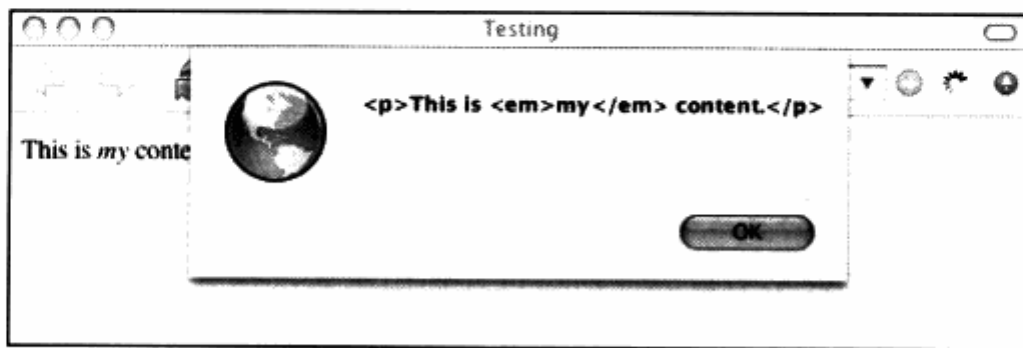 Testing
<p>This is <em>my</em> content.</p>
This is my conte
OK